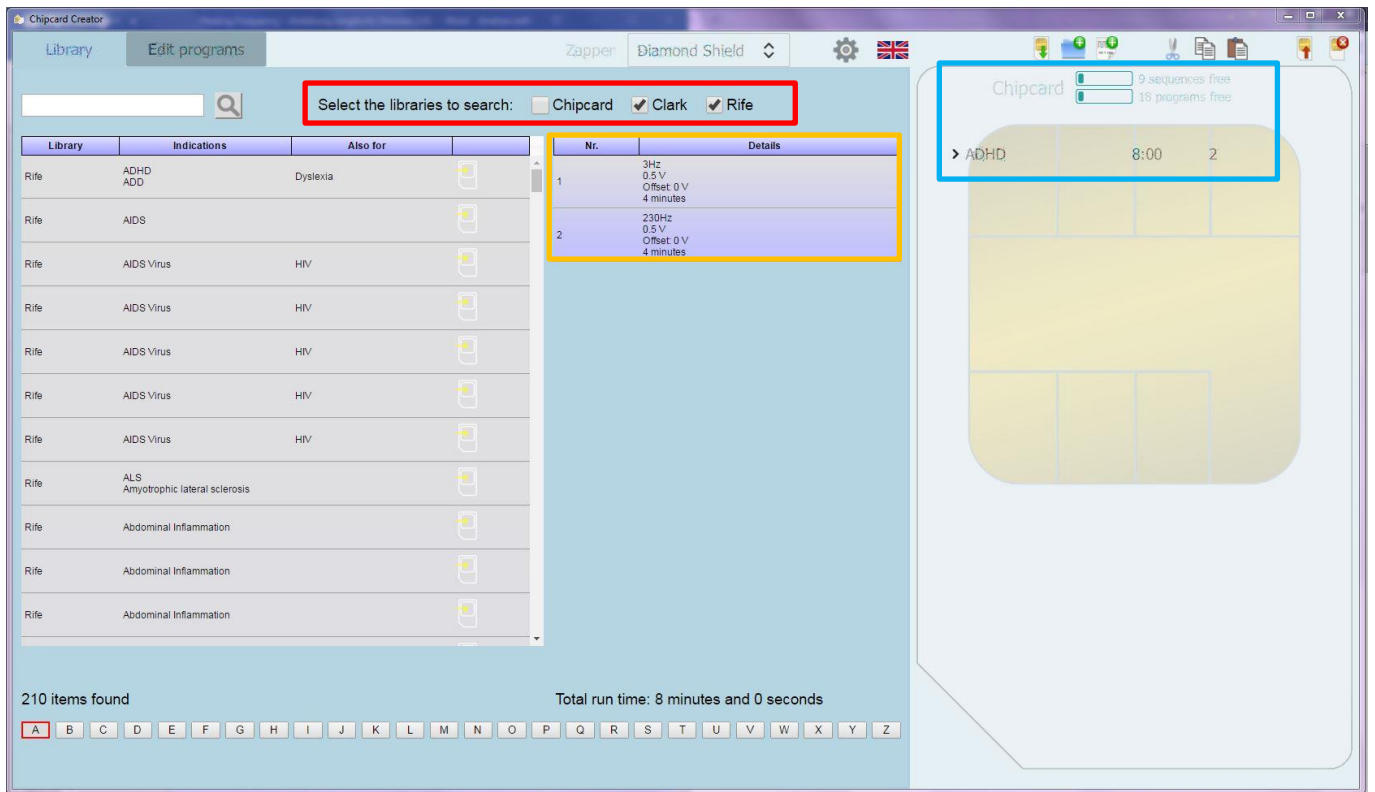 Chipcard Creator
Library Edit programs Zapper Diamond Shield
Select the libraries to search: Chipcard Clark Rife
Chipcard 9 sequences free
18 programs free
ADHD 8:00 2
Library Indications Also for
Rife ADHD Dyslexia
ADD
Rife AIDS
Rife AIDS Virus HIV
Rife AIDS Virus HIV
Rife AIDS Virus HIV
Rife AIDS Virus HIV
Rife AIDS Virus HIV
Rife ALS
Amyotrophic lateral sclerosis
Rife Abdominal Inflammation
Rife Abdominal Inflammation
Rife Abdominal Inflammation
Nr. Details
1 3Hz
0.5 V
Offset: 0 V
4 minutes
2 230Hz
0.5 V
Offset: 0 V
4 minutes
210 items found Total run time: 8 minutes and 0 seconds
A B C D E F G H I J K L M N O P Q R S T U V W X Y Z